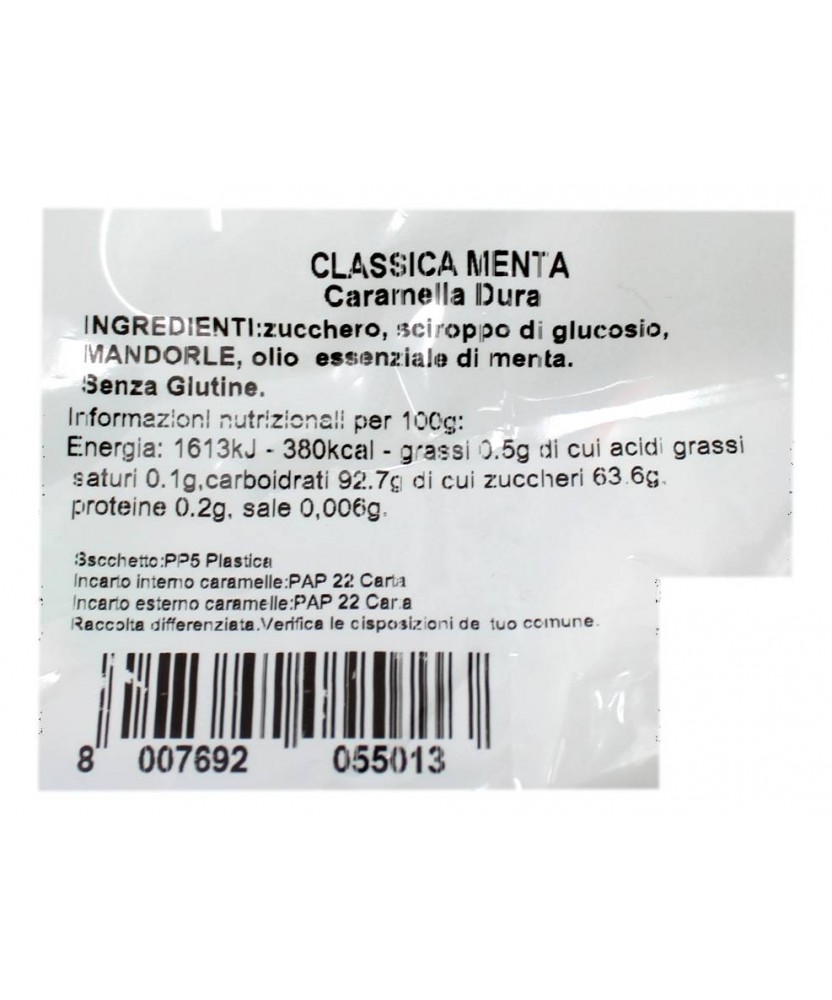 CLASSICA MENTA
Caramella Dura
INGREDIENTI:zucchero, sciroppo di glucosio,
MANDORLE, olio essenziale di menta.
Senza Glutine.
Informazioni nutrizionali per 100g:
Energia: 1613kJ - 380kcal - grassi 0.5g di cui acidi grassi
saturi 0.1g,carboidrati 92.7g di cui zuccheri 63.6g,
proteine 0.2g, sale 0,006g.
Sacchetto:PP5 Plastica
Incarto interno caramelle:PAP 22 Carta
Incarto esterno caramelle:PAP 22 Carta
Raccolta differenziata.Verifica le disposizioni del tuo comune.
8 007692 055013